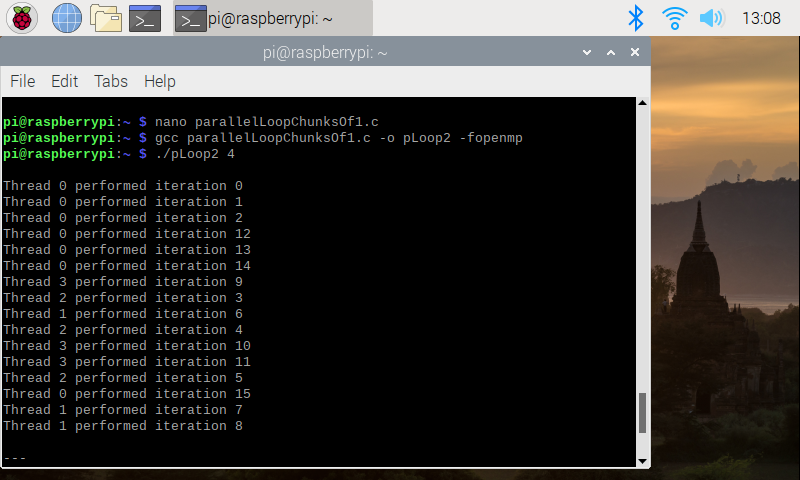 pi@raspberrypi: ~
13:08
pi@raspberrypi: ~
File Edit Tabs Help
pi@raspberrypi:~ $ nano parallelLoopChunksOf1.c
pi@raspberrypi:~ $ gcc parallelLoopChunksOf1.c -o pLoop2 -fopenmp
pi@raspberrypi:~ $ ./pLoop2 4
Thread 0 performed iteration 0
Thread 0 performed iteration 1
Thread 0 performed iteration 2
Thread 0 performed iteration 12
Thread 0 performed iteration 13
Thread 0 performed iteration 14
Thread 3 performed iteration 9
Thread 2 performed iteration 3
Thread 1 performed iteration 6
Thread 2 performed iteration 4
Thread 3 performed iteration 10
Thread 3 performed iteration 11
Thread 2 performed iteration 5
Thread 0 performed iteration 15
Thread 1 performed iteration 7
Thread 1 performed iteration 8
---